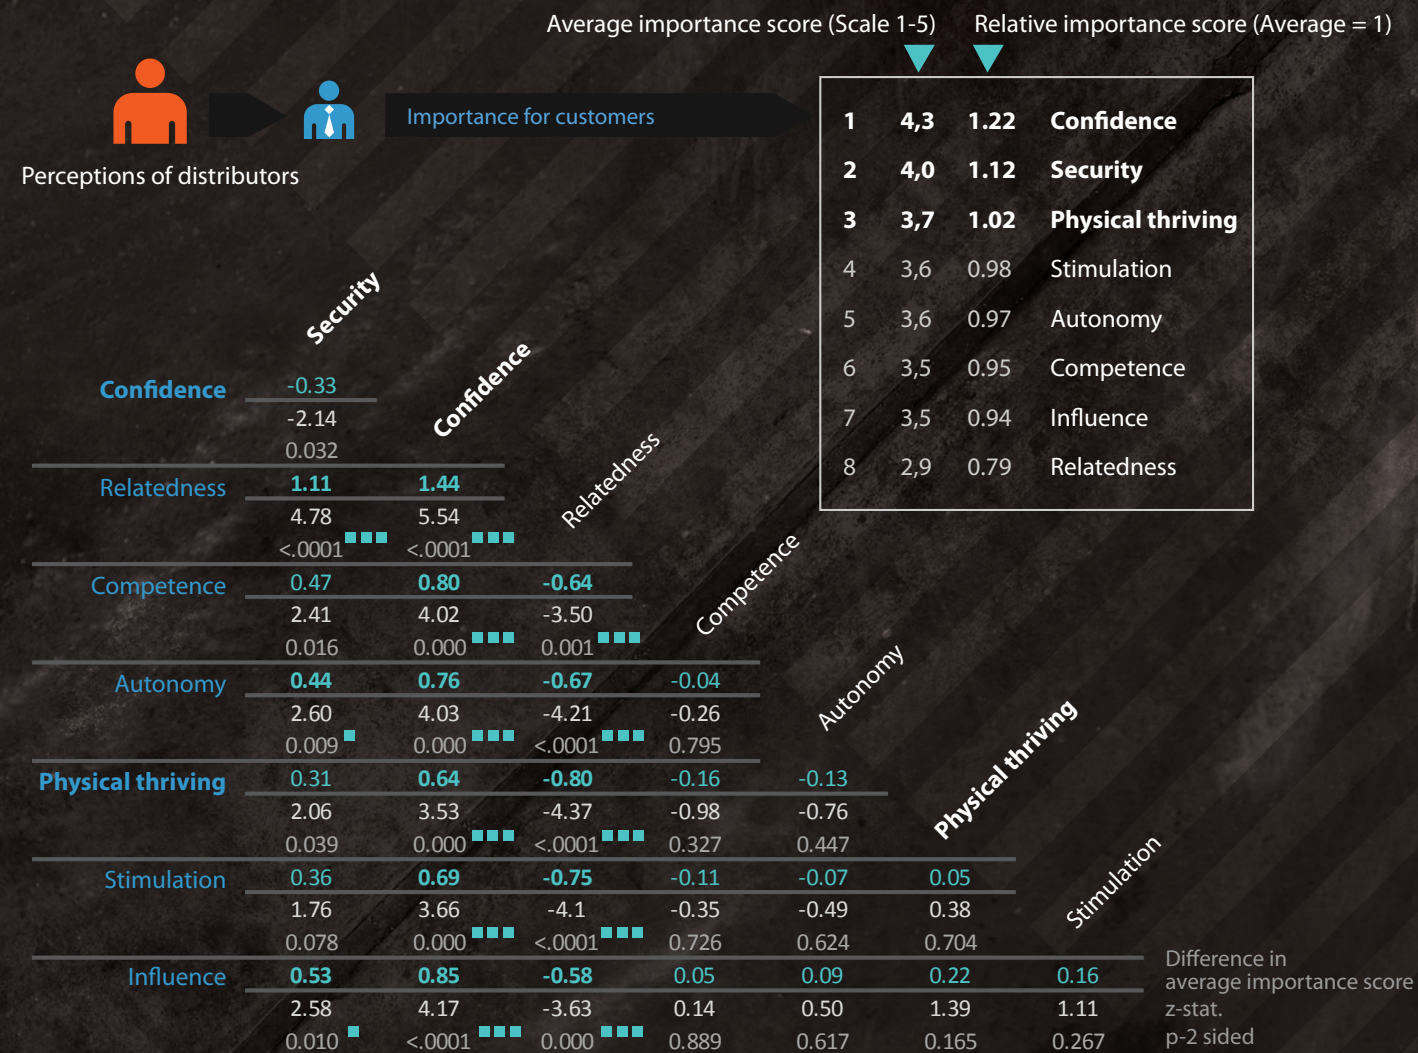 Average importance score (Scale 1-5) Relative importance score (Average = 1)
Importance for customers
Perceptions of distributors
1 4,3 1.22 Confidence
2 4,0 1.12 Security
3 3,7 1.02 Physical thriving
4 3,6 0.98 Stimulation
5 3,6 0.97 Autonomy
6 3,5 0.95 Competence
7 3,5 0.94 Influence
8 2,9 0.79 Relatedness
Security
Confidence -0.33
-2.14
0.032
Confidence
Relatedness 1.11 1.44
4.78 5.54
<.0001 <.0001
Relatedness
Competence 0.47 0.80 -0.64
2.41 4.02 -3.50
0.016 0.000 0.001
Competence
Autonomy 0.44 0.76 -0.67 -0.04
2.60 4.03 -4.21 -0.26
0.009 0.000 <.0001 0.795
Autonomy
Physical thriving 0.31 0.64 -0.80 -0.16 -0.13
2.06 3.53 -4.37 -0.98 -0.76
0.039 0.000 <.0001 0.327 0.447
Physical thriving
Stimulation 0.36 0.69 -0.75 -0.11 -0.07 0.05
1.76 3.66 -4.1 -0.35 -0.49 0.38
0.078 0.000 <.0001 0.726 0.624 0.704
Stimulation
Influence 0.53 0.85 -0.58 0.05 0.09 0.22 0.16
2.58 4.17 -3.63 0.14 0.50 1.39 1.11
0.010 <.0001 0.000 0.889 0.617 0.165 0.267
Difference in
average importance score
z-stat.
p-2 sided